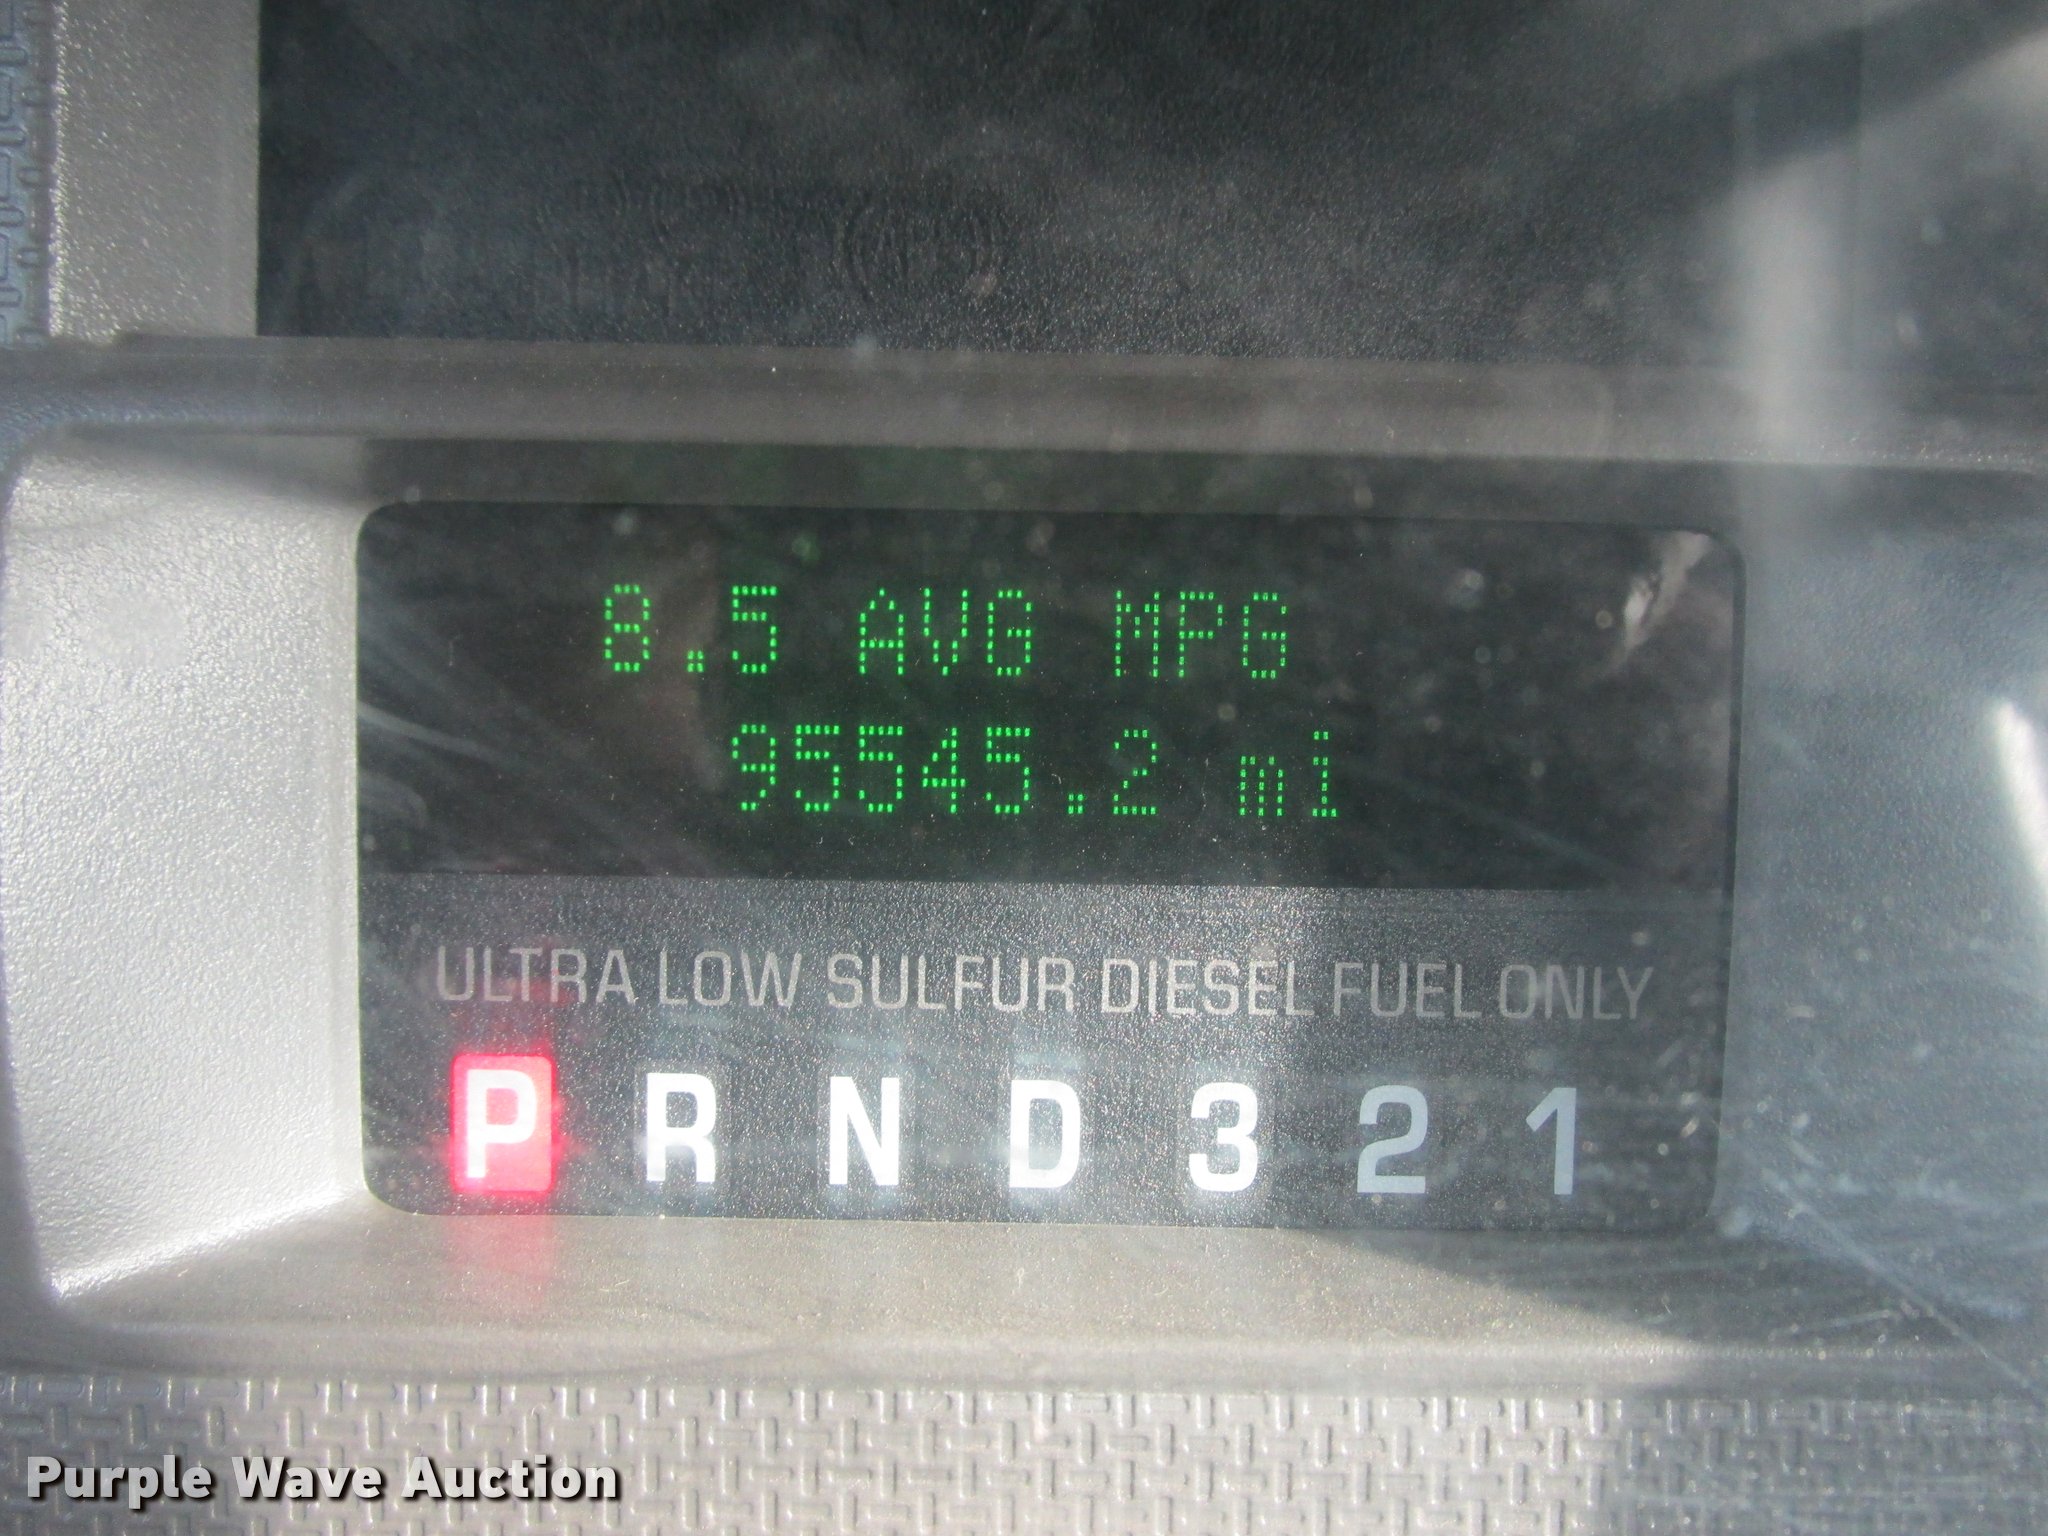 8.5 AVG MPG
95545.2 mi
ULTRA LOW SULFUR DIESEL FUEL ONLY
P R N D 3 2 1
Purple Wave Auction